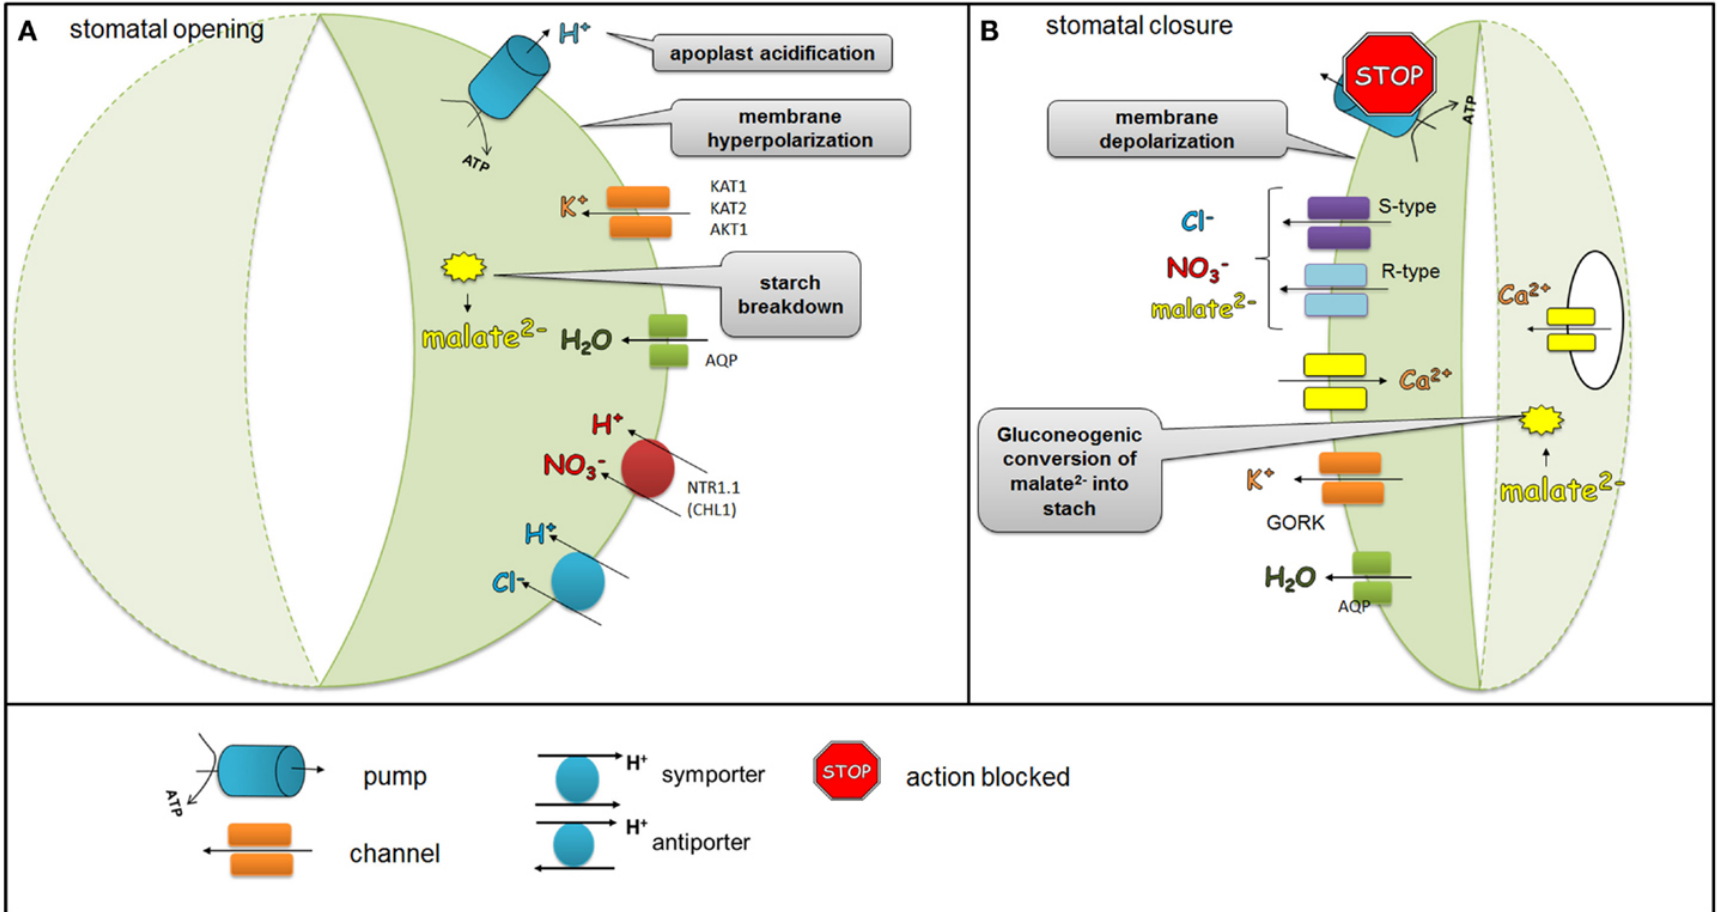 A
stomatal opening
H+
apoplast acidification
membrane
hyperpolarization
ATP
K+
KAT1
KAT2
AKT1
starch
breakdown
malate2-
H2O
AQP
H+
NO3-
NTR1.1
(CHL1)
H+
Cl-
B
stomatal closure
STOP
ATP
membrane
depolarization
Cl-
NO3-
malate2-
S-type
R-type
Ca2+
Ca2+
Gluconeogenic
conversion of
malate2- into
stach
K+
GORK
malate2-
H2O
AQP
ATP
pump
channel
H+
symporter
H+
antiporter
STOP
action blocked